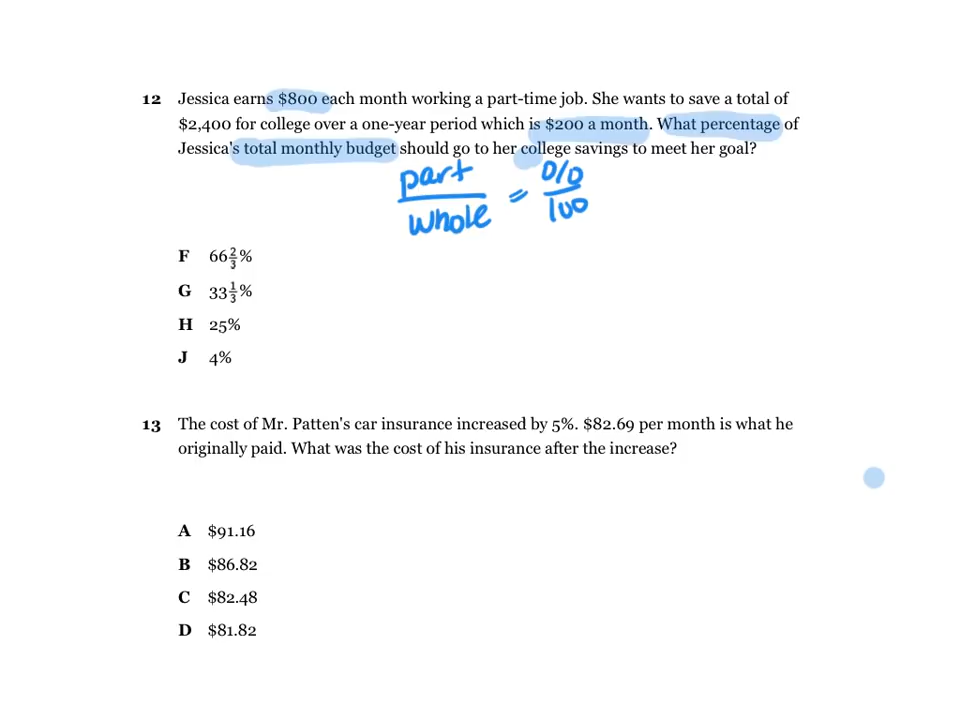 12 Jessica earns $800 each month working a part-time job. She wants to save a total of
$2,400 for college over a one-year period which is $200 a month. What percentage of
Jessica's total monthly budget should go to her college savings to meet her goal?
part/whole = %/100
F 66 2/3%
G 33 1/3%
H 25%
J 4%
13 The cost of Mr. Patten's car insurance increased by 5%. $82.69 per month is what he
originally paid. What was the cost of his insurance after the increase?
A $91.16
B $86.82
C $82.48
D $81.82